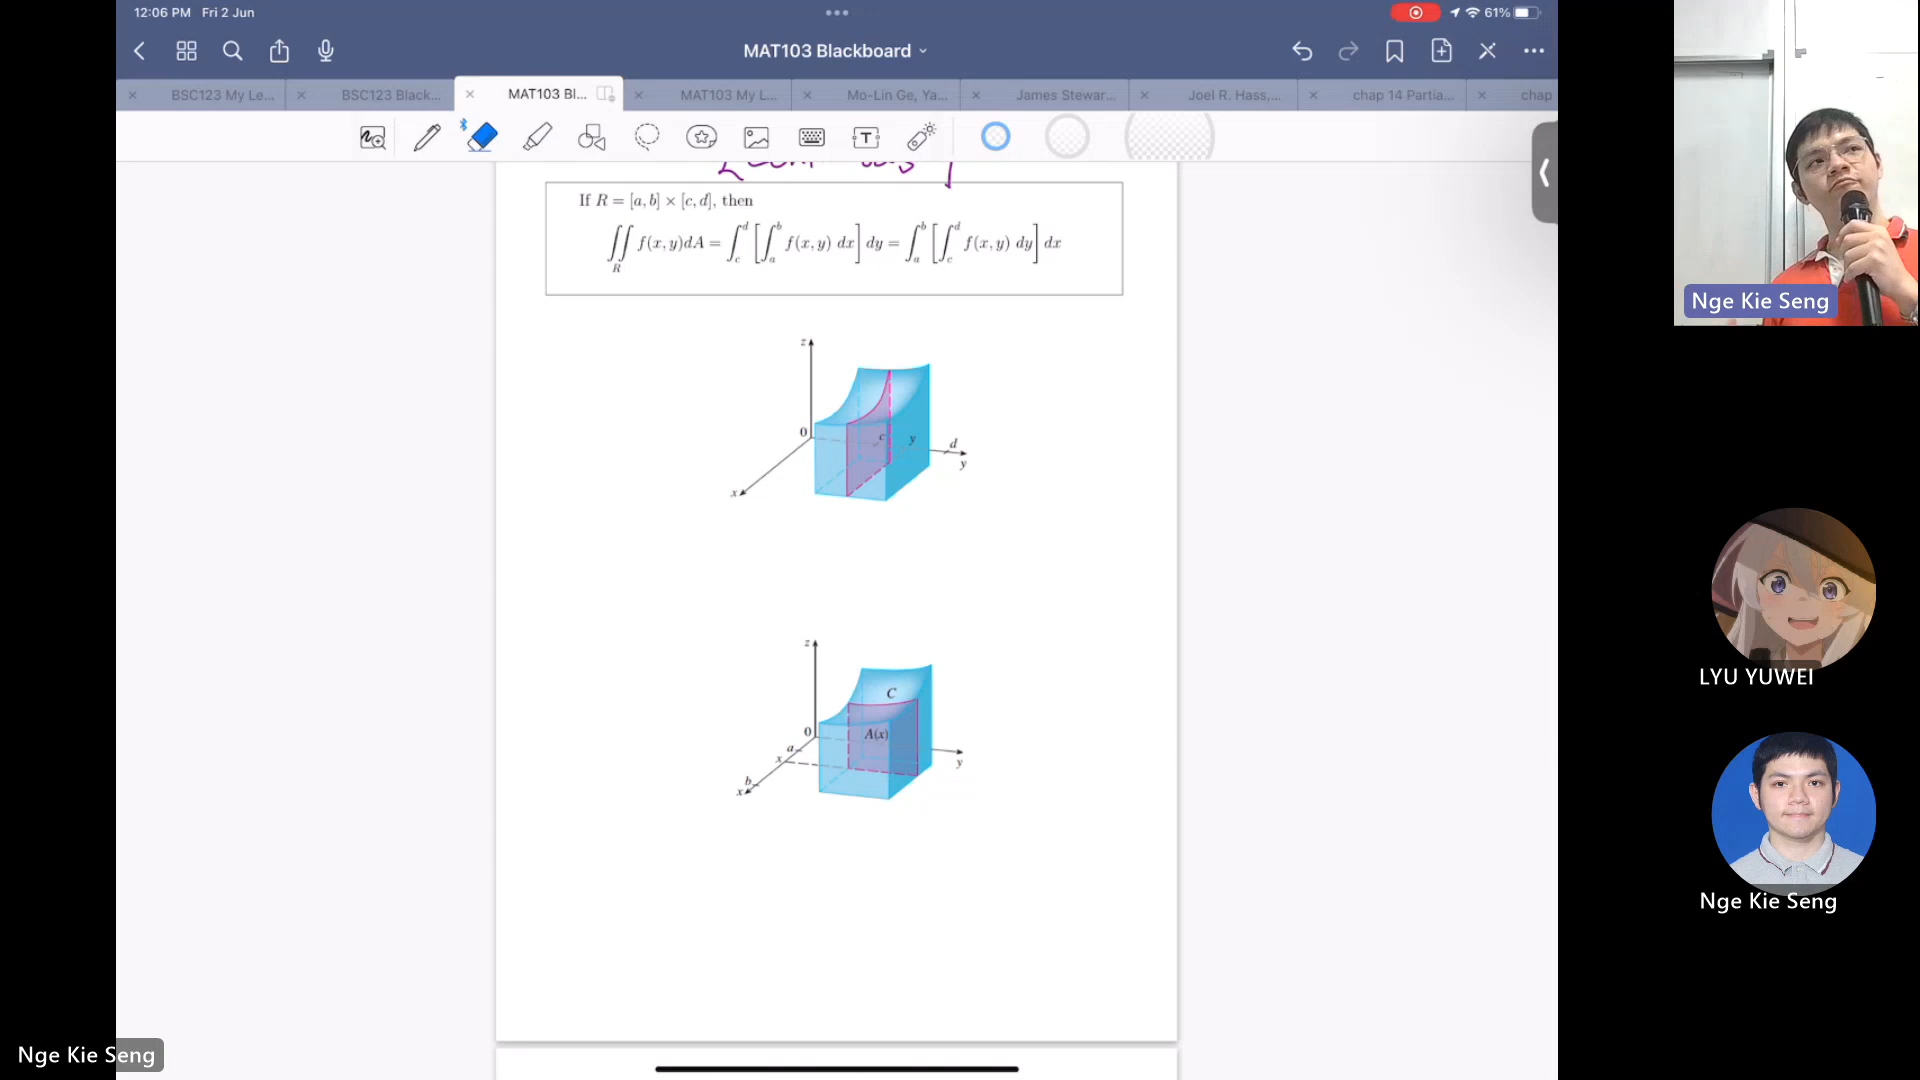 12:06 PM Fri 2 Jun
61%
MAT103 Blackboard
BSC123 My Le...
BSC123 Black...
MAT103 Bl...
MAT103 My L...
Mo-Lin Ge, Ya...
James Stewar...
Joel R. Hass,...
chap 14 Partia...
chap
T
If R = [a, b] × [c, d], then
∬_R f(x, y)dA = ∫_c^d [∫_a^b f(x, y) dx] dy = ∫_a^b [∫_c^d f(x, y) dy] dx
z
0
c
y
d
y
x
z
C
0
A(x)
a
x
y
b
x
Nge Kie Seng
LYU YUWEI
Nge Kie Seng
Nge Kie Seng